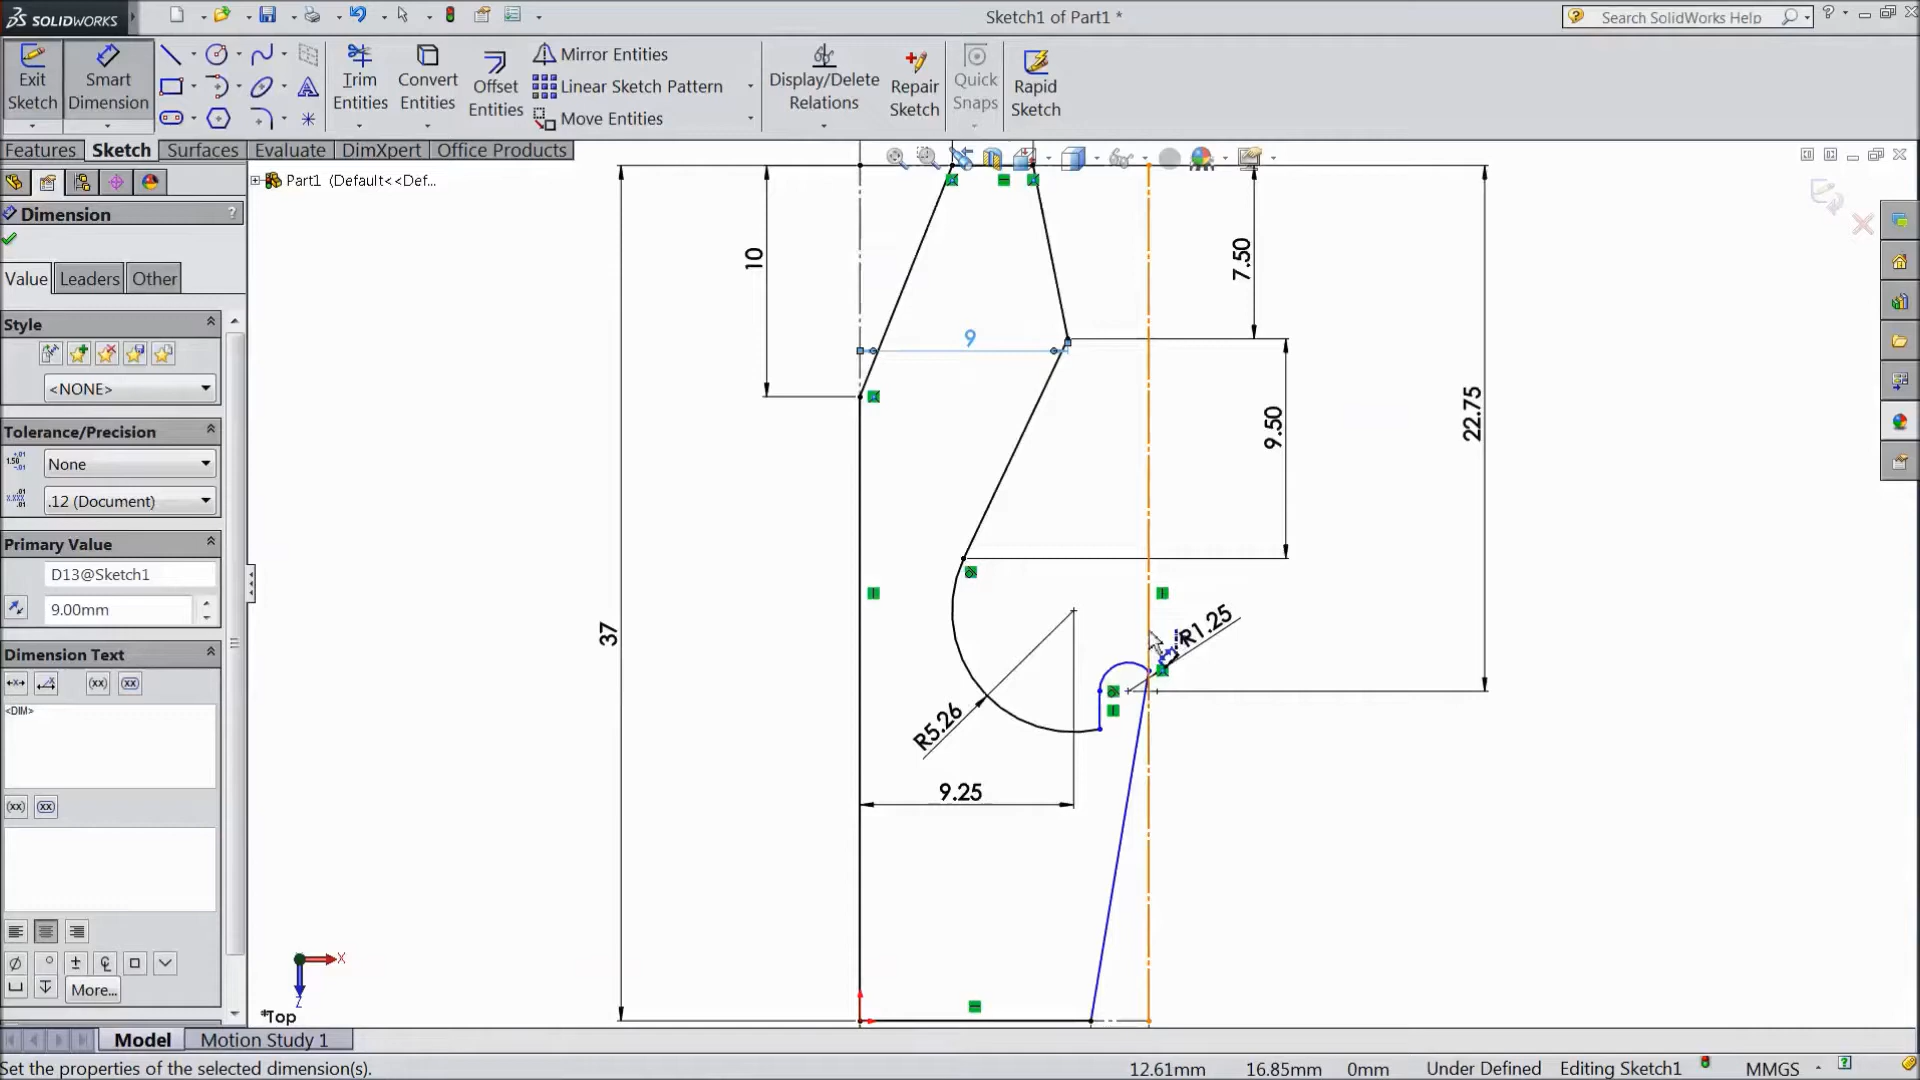 SOLIDWORKS
Sketch1 of Part1 *
Search SolidWorks Help
Exit Sketch
Smart Dimension
Trim Entities
Convert Entities
Offset Entities
Mirror Entities
Linear Sketch Pattern
Move Entities
Display/Delete Relations
Repair Sketch
Quick Snaps
Rapid Sketch
Features Sketch Surfaces Evaluate DimXpert Office Products
Part1 (Default<<Def...
Dimension ?
Value Leaders Other
Style
<NONE>
Tolerance/Precision
None
.12 (Document)
Primary Value
D13@Sketch1
9.00mm
Dimension Text
<DIM>
More...
10
9
7.50
9.50
22.75
37
R1.25
R5.26
9.25
X
Z
*Top
Model Motion Study 1
Set the properties of the selected dimension(s). 12.61mm 16.85mm 0mm Under Defined Editing Sketch1 MMGS